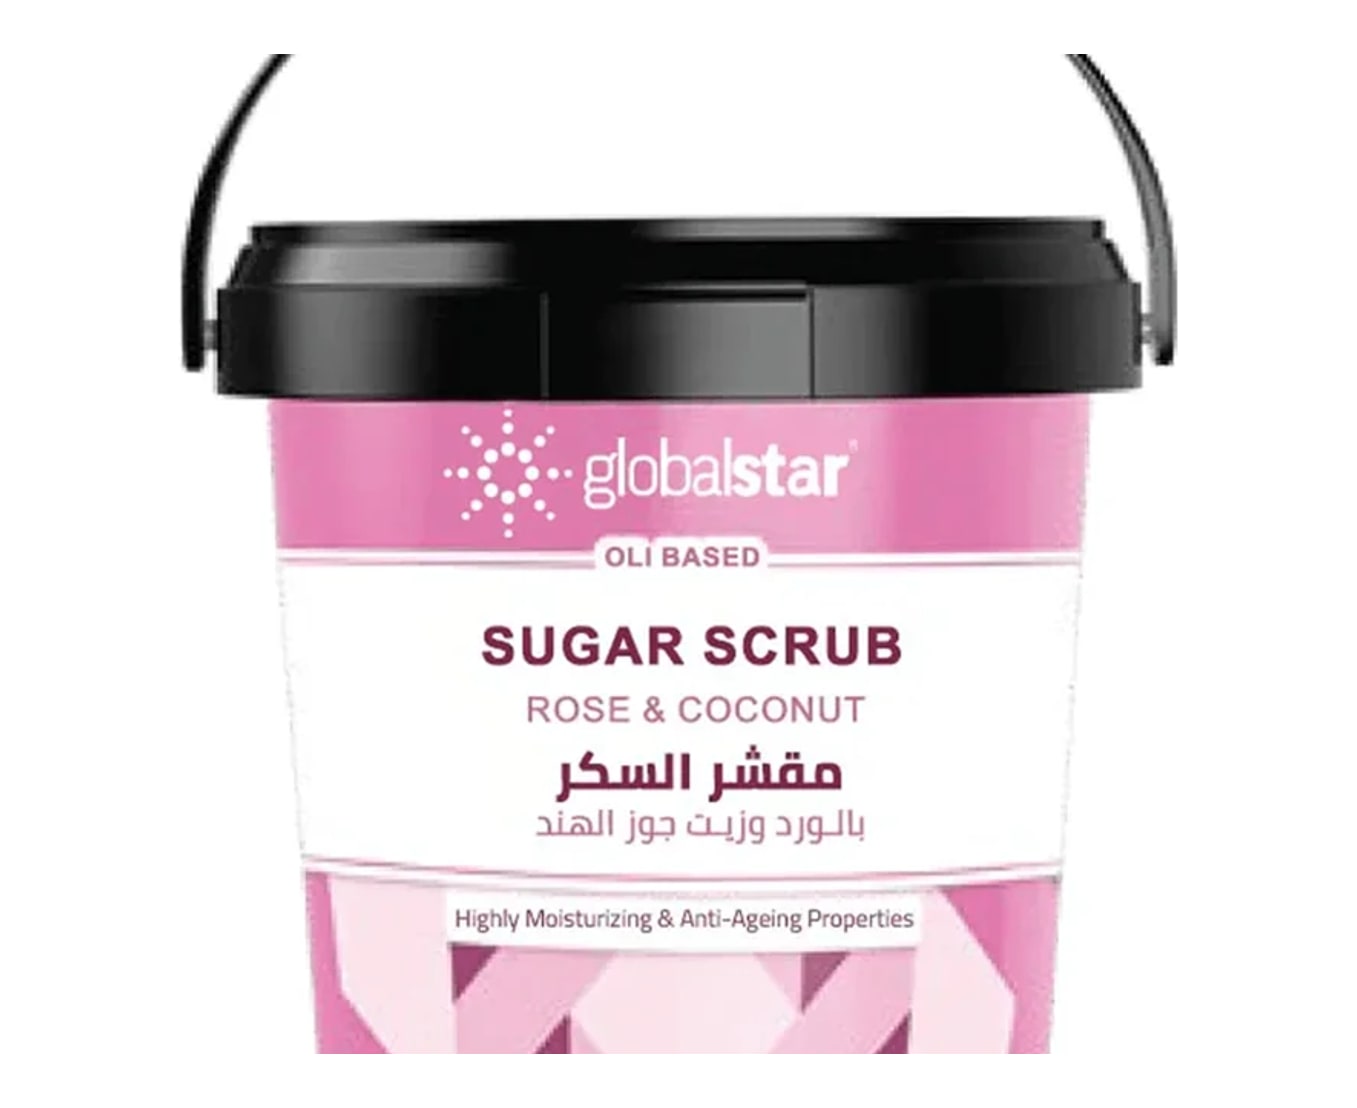 globalstar®
OLI BASED
SUGAR SCRUB
ROSE & COCONUT
مقشر السكر
بالورد وزيت جوز الهند
Highly Moisturizing & Anti-Ageing Properties